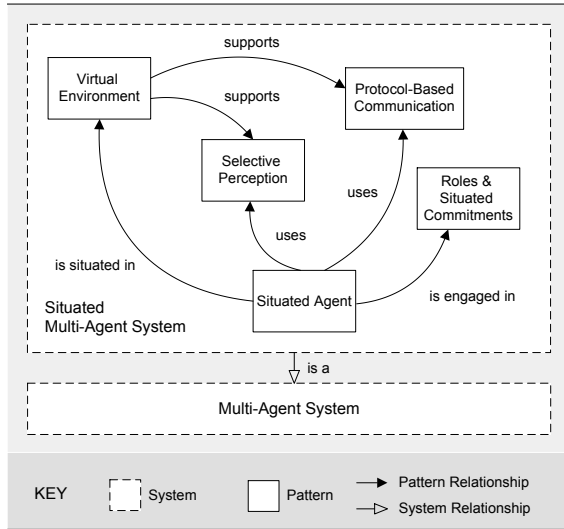 supports
Virtual
Environment
supports
Protocol-Based
Communication
Selective
Perception
Roles &
Situated
Commitments
uses
uses
is situated in
Situated Agent
is engaged in
Situated
Multi-Agent System
is a
Multi-Agent System
KEY
System
Pattern
Pattern Relationship
System Relationship